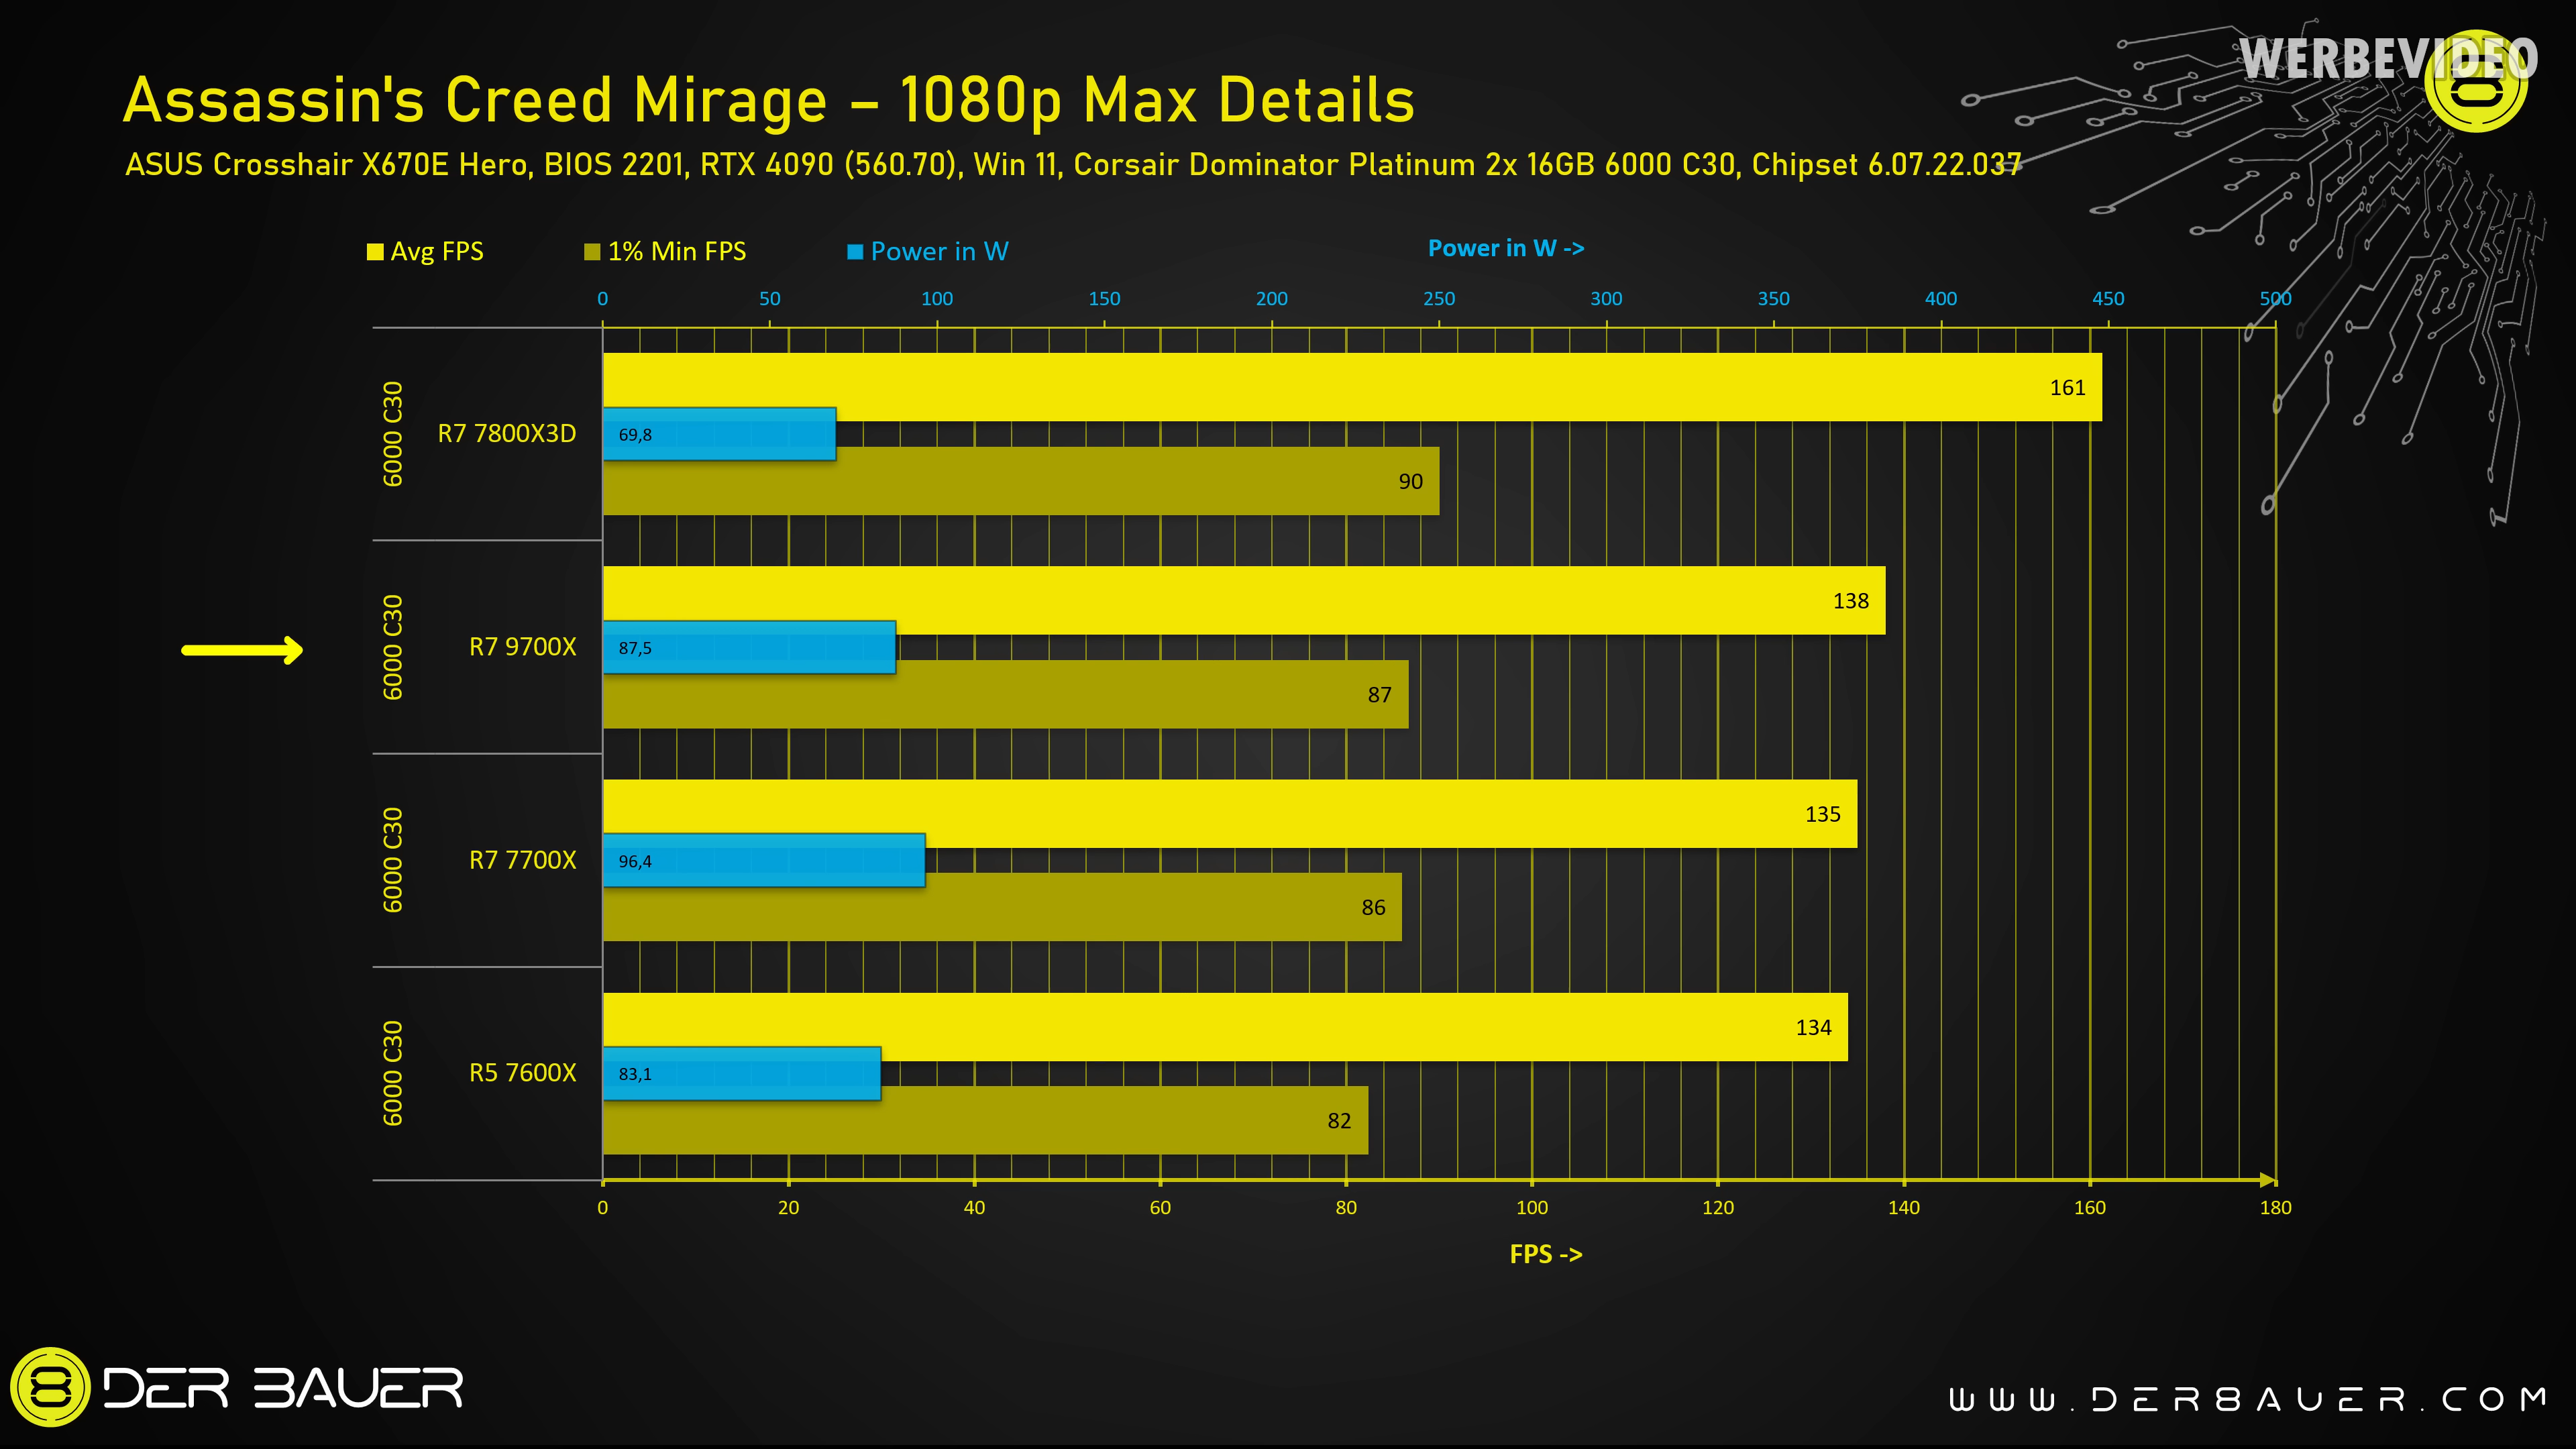 WERBEVIDEO
Assassin's Creed Mirage – 1080p Max Details
ASUS Crosshair X670E Hero, BIOS 2201, RTX 4090 (560.70), Win 11, Corsair Dominator Platinum 2x 16GB 6000 C30, Chipset 6.07.22.037
Avg FPS 1% Min FPS Power in W Power in W ->
0 50 100 150 200 250 300 350 400 450 500
6000 C30
R7 7800X3D
161
69,8
90
6000 C30
R7 9700X
138
87,5
87
6000 C30
R7 7700X
135
96,4
86
6000 C30
R5 7600X
134
83,1
82
0 20 40 60 80 100 120 140 160 180
FPS ->
DER 8AUER
WWW.DER8AUER.COM